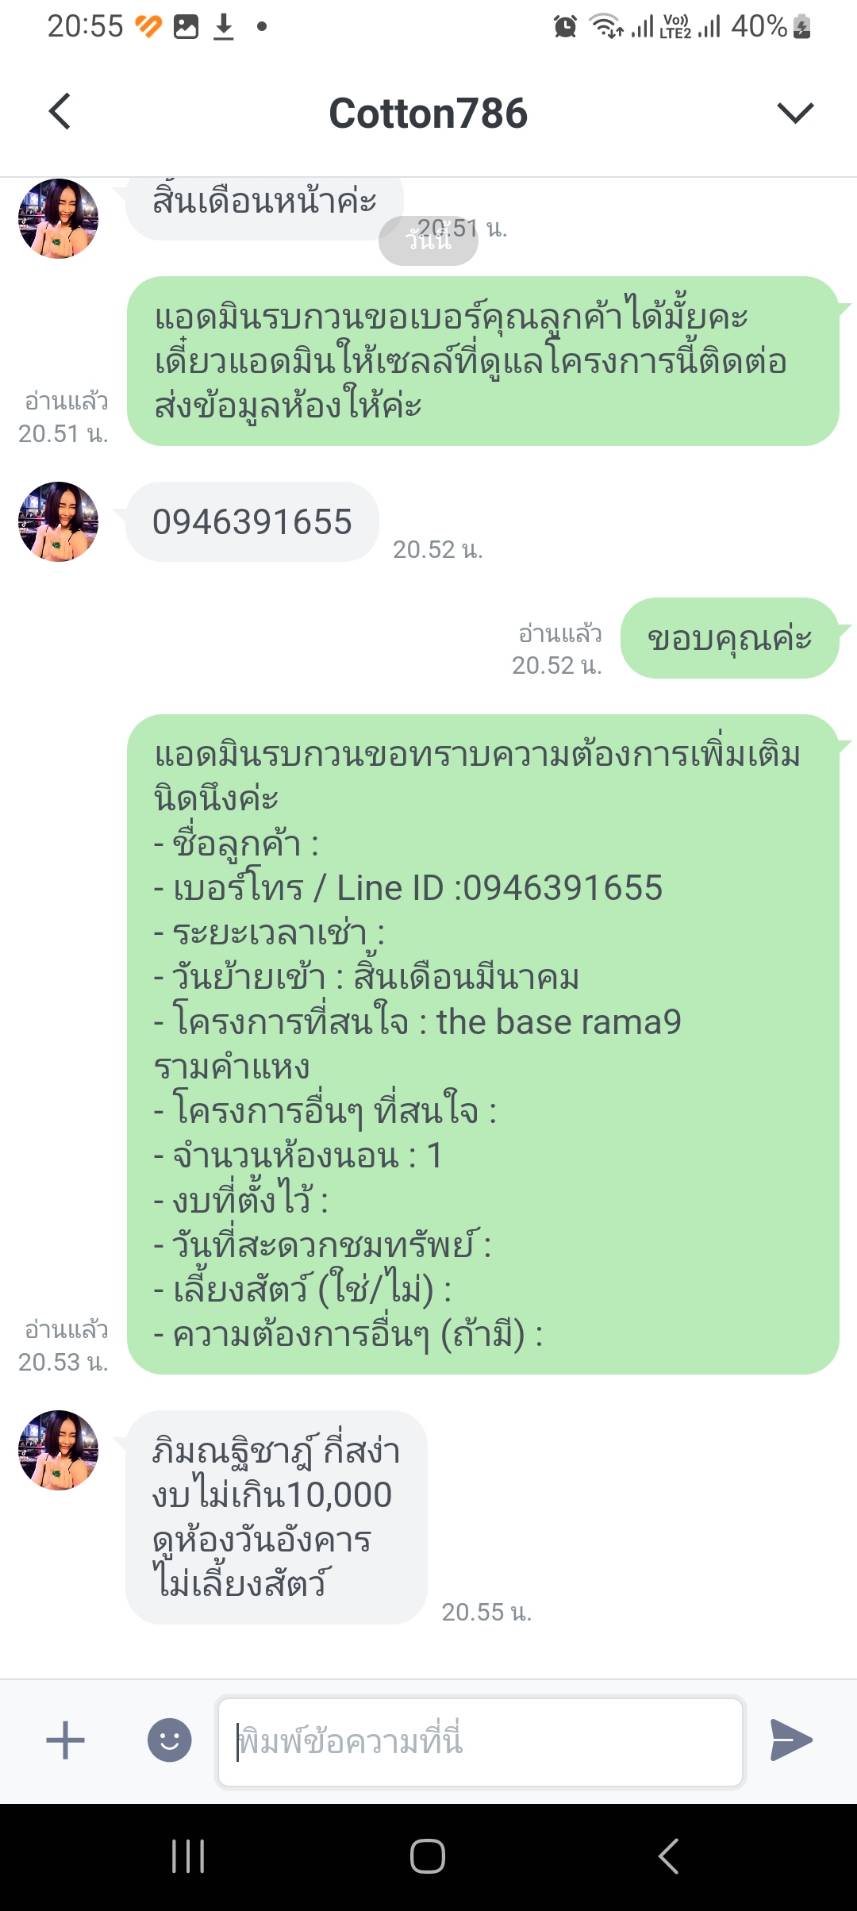 20:55
Vo))
LTE2
40%
Cotton786
สิ้นเดือนหน้าค่ะ
20.51 น.
วันนี้
แอดมินรบกวนขอเบอร์คุณลูกค้าได้มั้ยคะ
เดี๋ยวแอดมินให้เซลล์ที่ดูแลโครงการนี้ติดต่อ
ส่งข้อมูลห้องให้ค่ะ
อ่านแล้ว
20.51 น.
0946391655
20.52 น.
ขอบคุณค่ะ
อ่านแล้ว
20.52 น.
แอดมินรบกวนขอทราบความต้องการเพิ่มเติม
นิดนึงค่ะ
- ชื่อลูกค้า :
- เบอร์โทร / Line ID :0946391655
- ระยะเวลาเช่า :
- วันย้ายเข้า : สิ้นเดือนมีนาคม
- โครงการที่สนใจ : the base rama9
รามคำแหง
- โครงการอื่นๆ ที่สนใจ :
- จำนวนห้องนอน : 1
- งบที่ตั้งไว้ :
- วันที่สะดวกชมทรัพย์ :
- เลี้ยงสัตว์ (ใช่/ไม่) :
- ความต้องการอื่นๆ (ถ้ามี) :
อ่านแล้ว
20.53 น.
ภิมณฐิชาฎ์ กี่สง่า
งบไม่เกิน10,000
ดูห้องวันอังคาร
ไม่เลี้ยงสัตว์
20.55 น.
พิมพ์ข้อความที่นี่